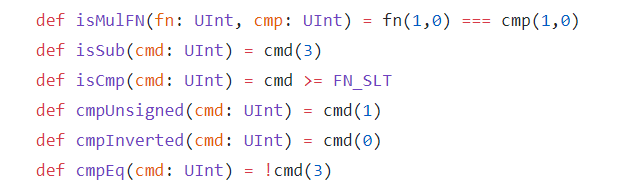 def isMulFN(fn: UInt, cmp: UInt) = fn(1,0) === cmp(1,0)
def isSub(cmd: UInt) = cmd(3)
def isCmp(cmd: UInt) = cmd >= FN_SLT
def cmpUnsigned(cmd: UInt) = cmd(1)
def cmpInverted(cmd: UInt) = cmd(0)
def cmpEq(cmd: UInt) = !cmd(3)